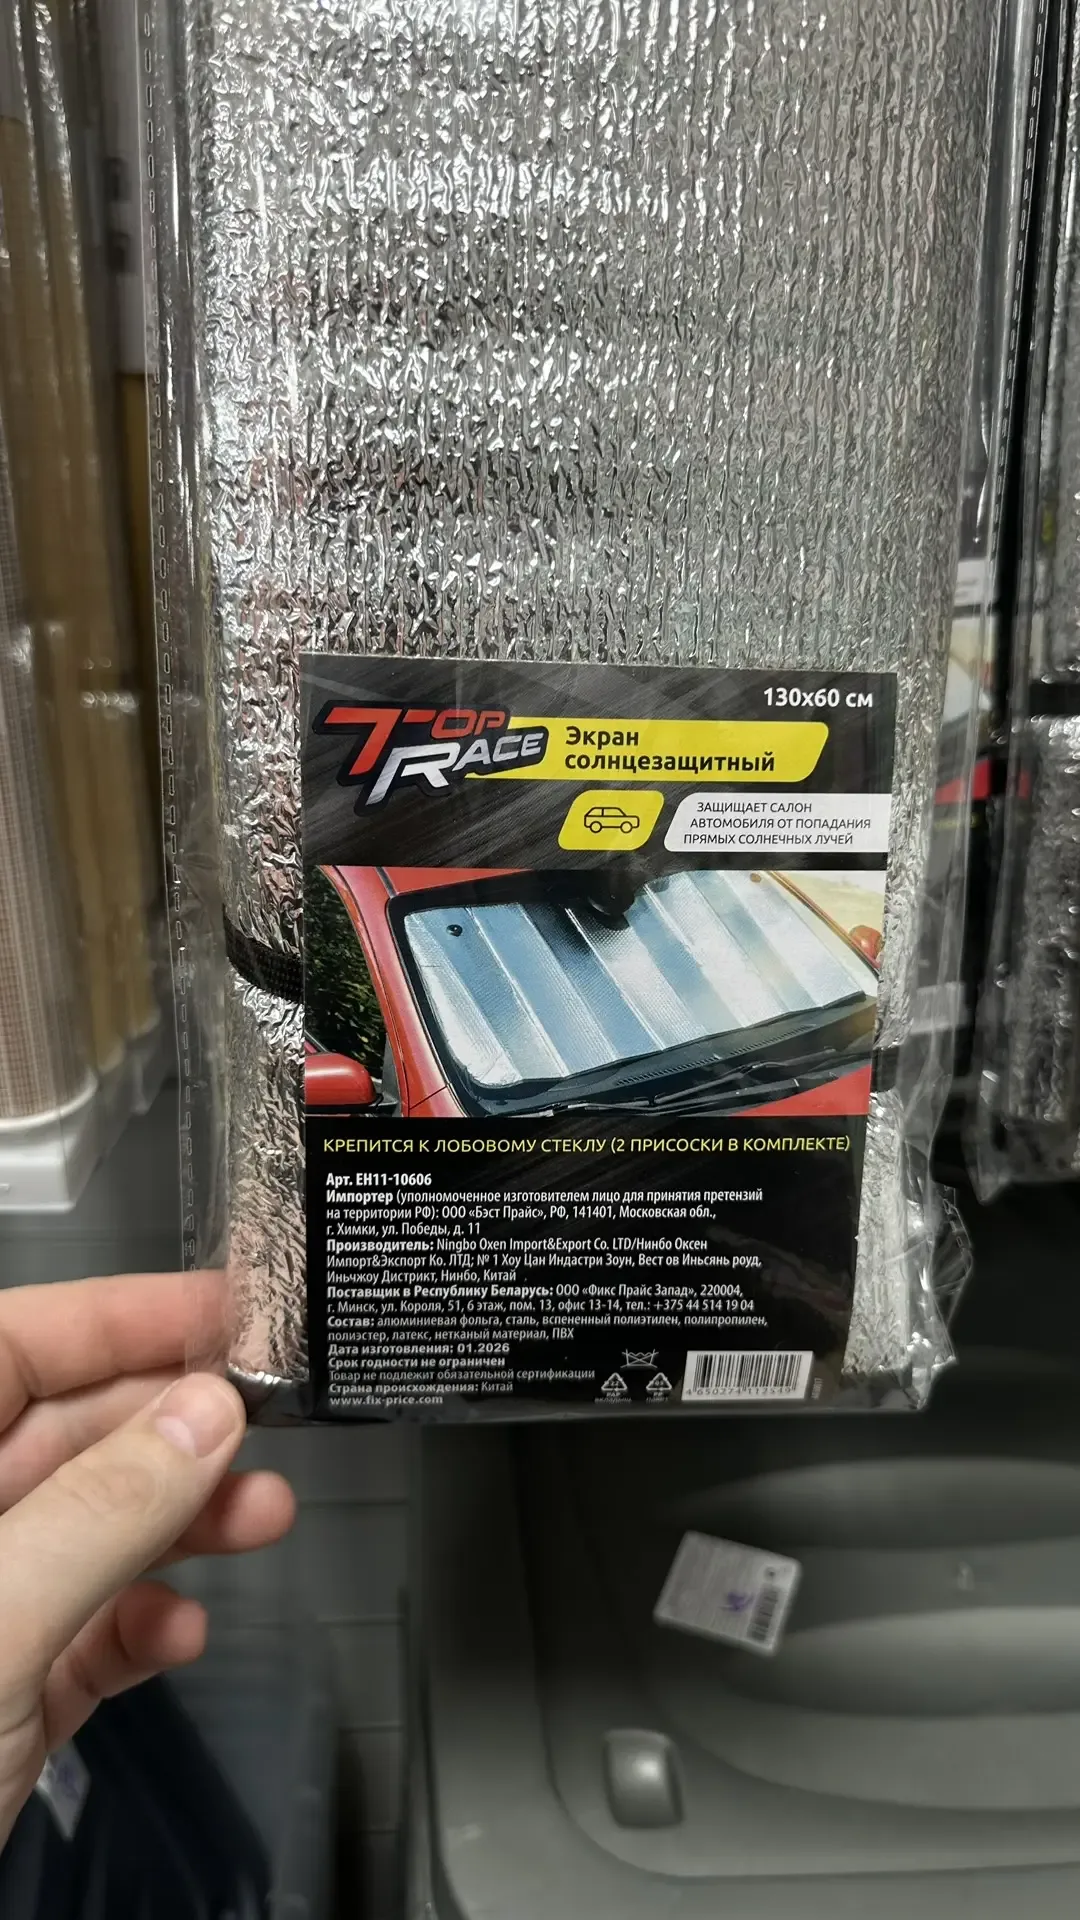 130x60 см
TOP RACE
Экран
солнцезащитный
ЗАЩИЩАЕТ САЛОН
АВТОМОБИЛЯ ОТ ПОПАДАНИЯ
ПРЯМЫХ СОЛНЕЧНЫХ ЛУЧЕЙ
КРЕПИТСЯ К ЛОБОВОМУ СТЕКЛУ (2 ПРИСОСКИ В КОМПЛЕКТЕ)
Арт. EH11-10606
Импортер (уполномоченное изготовителем лицо для принятия претензий
на территории РФ): ООО «Бэст Прайс», РФ, 141401, Московская обл.,
г. Химки, ул. Победы, д. 11
Производитель: Ningbo Oxen Import&Export Co. LTD/Нинбо Оксен
Импорт&Экспорт Ко. ЛТД; № 1 Хоу Цан Индастри Зоун, Вест ов Иньсянь роуд,
Иньчжоу Дистрикт, Нинбо, Китай
Поставщик в Республику Беларусь: ООО «Фикс Прайс Запад», 220004,
г. Минск, ул. Короля, 51, 6 этаж, пом. 13, офис 13-14, тел.: +375 44 514 19 04
Состав: алюминиевая фольга, сталь, вспененный полиэтилен, полипропилен,
полиэстер, латекс, нетканый материал, ПВХ
Дата изготовления: 01.2026
Срок годности не ограничен
Товар не подлежит обязательной сертификации
Страна происхождения: Китай
www.fix-price.com
4 650274 112549